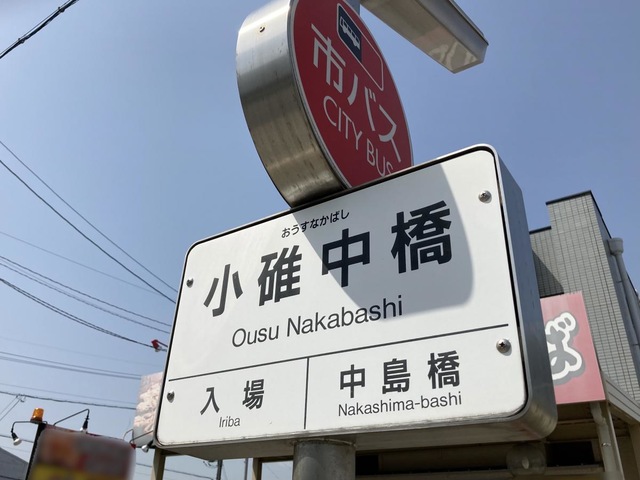 市バス
CITY BUS
おうすなかばし
小碓中橋
Ousu Nakabashi
入場
Iriba
中島橋
Nakashima-bashi
ば